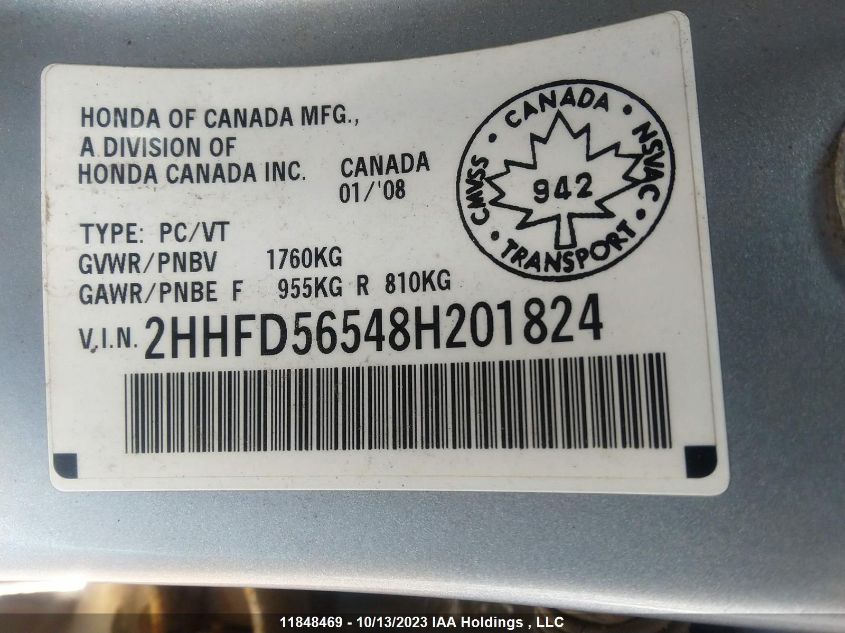 HONDA OF CANADA MFG.,
A DIVISION OF
HONDA CANADA INC. CANADA
01/'08
TYPE: PC/VT
GVWR/PNBV 1760KG
GAWR/PNBE F 955KG R 810KG
V.I.N. 2HHFD56548H201824
CANADA • NSVAC • TRANSPORT • CMVSS •
942
11848469 - 10/13/2023 IAA Holdings , LLC